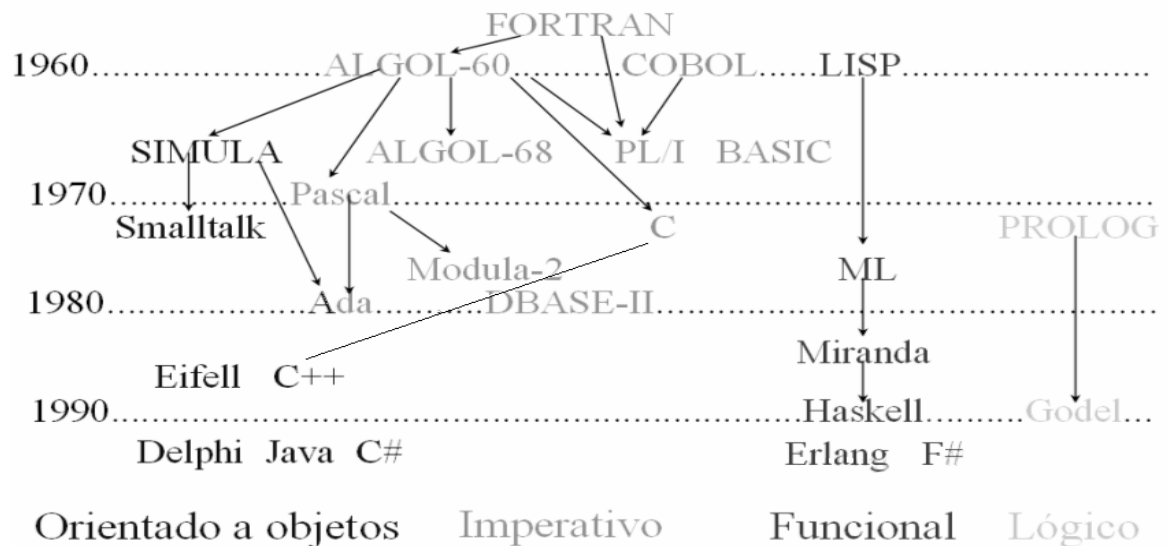 FORTRAN
1960 ALGOL-60 COBOL LISP
SIMULA ALGOL-68 PL/I BASIC
1970 Pascal
Smalltalk C PROLOG
Modula-2 ML
1980 Ada DBASE-II
Miranda
Eifell C++
1990 Haskell Godel
Delphi Java C# Erlang F#
Orientado a objetos Imperativo Funcional Lógico